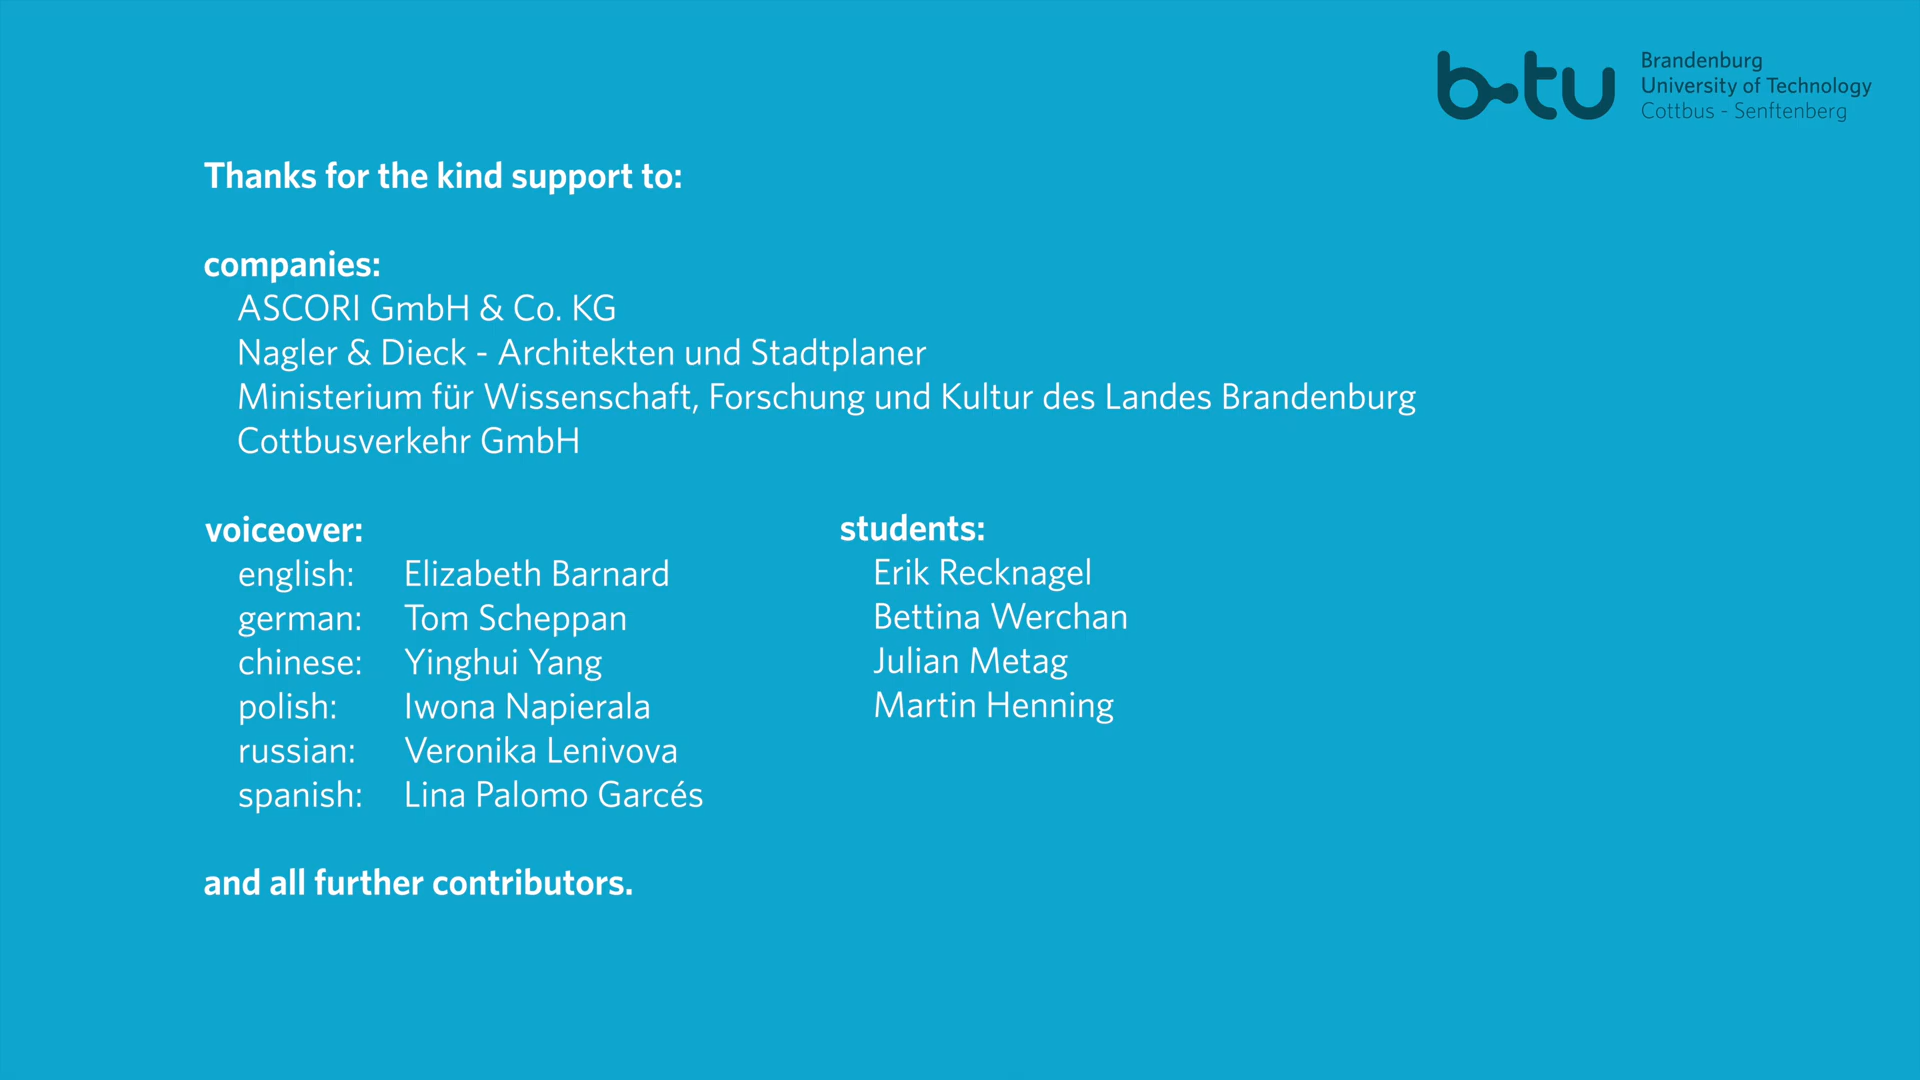 b-tu
Brandenburg
University of Technology
Cottbus - Senftenberg
Thanks for the kind support to:
companies:
ASCORI GmbH & Co. KG
Nagler & Dieck - Architekten und Stadtplaner
Ministerium für Wissenschaft, Forschung und Kultur des Landes Brandenburg
Cottbusverkehr GmbH
voiceover:
english: Elizabeth Barnard
german: Tom Scheppan
chinese: Yinghui Yang
polish: Iwona Napierala
russian: Veronika Lenivova
spanish: Lina Palomo Garcés
students:
Erik Recknagel
Bettina Werchan
Julian Metag
Martin Henning
and all further contributors.